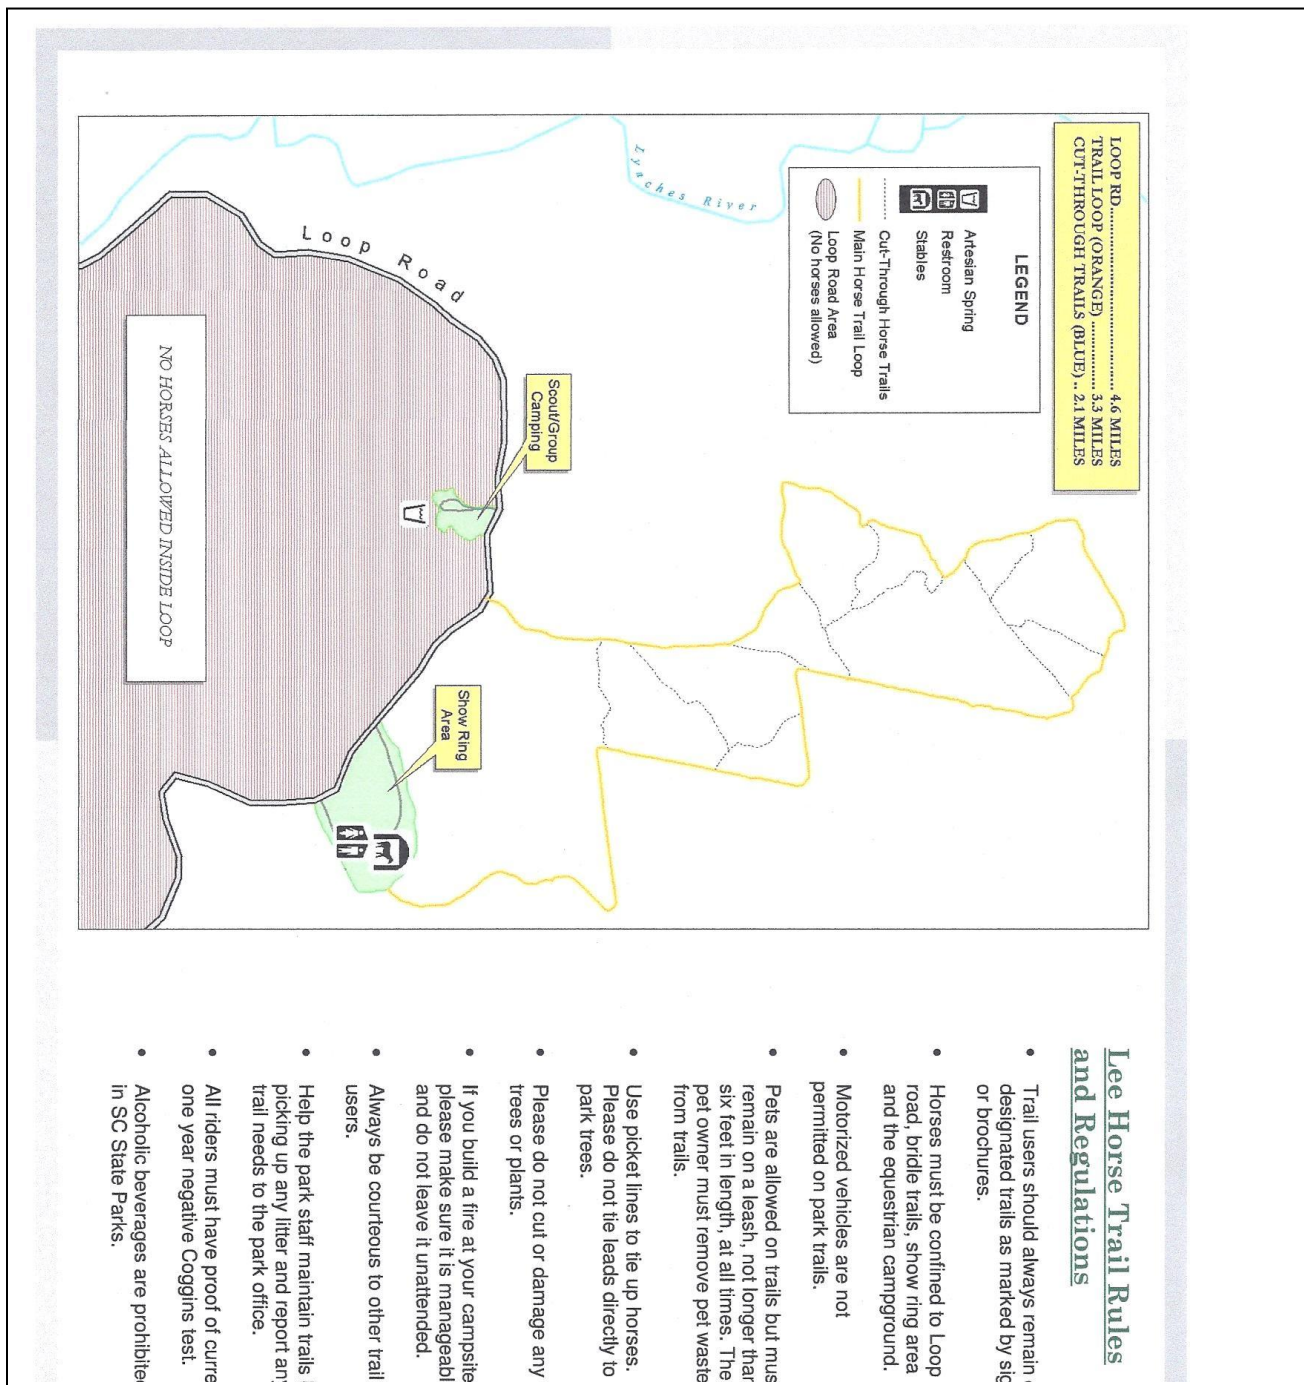 LOOP RD.................................... 4.6 MILES
TRAIL LOOP (ORANGE) ............... 3.3 MILES
CUT-THROUGH TRAILS (BLUE) .. 2.1 MILES
LEGEND
Artesian Spring
Restroom
Stables
Cut-Through Horse Trails
Main Horse Trail Loop
Loop Road Area
(No horses allowed)
Lynches River
Loop Road
Scout/Group
Camping
Show Ring
Area
NO HORSES ALLOWED INSIDE LOOP
Lee Horse Trail Rules
and Regulations
• Trail users should always remain
designated trails as marked by
or brochures.
• Horses must be confined to Loop
road, bridle trails, show ring area
and the equestrian campground.
• Motorized vehicles are not
permitted on park trails.
• Pets are allowed on trails but
remain on a leash, not longer
six feet in length, at all times. The
pet owner must remove pet waste
from trails.
• Use picket lines to tie up horses.
Please do not tie leads directly to
park trees.
• Please do not cut or damage any
trees or plants.
• If you build a fire at your campsite
please make sure it is
and do not leave it unattended.
• Always be courteous to other trail
users.
• Help the park staff maintain trails
picking up any litter and report
trail needs to the park office.
• All riders must have proof of
one year negative Coggins test.
• Alcoholic beverages are
in SC State Parks.